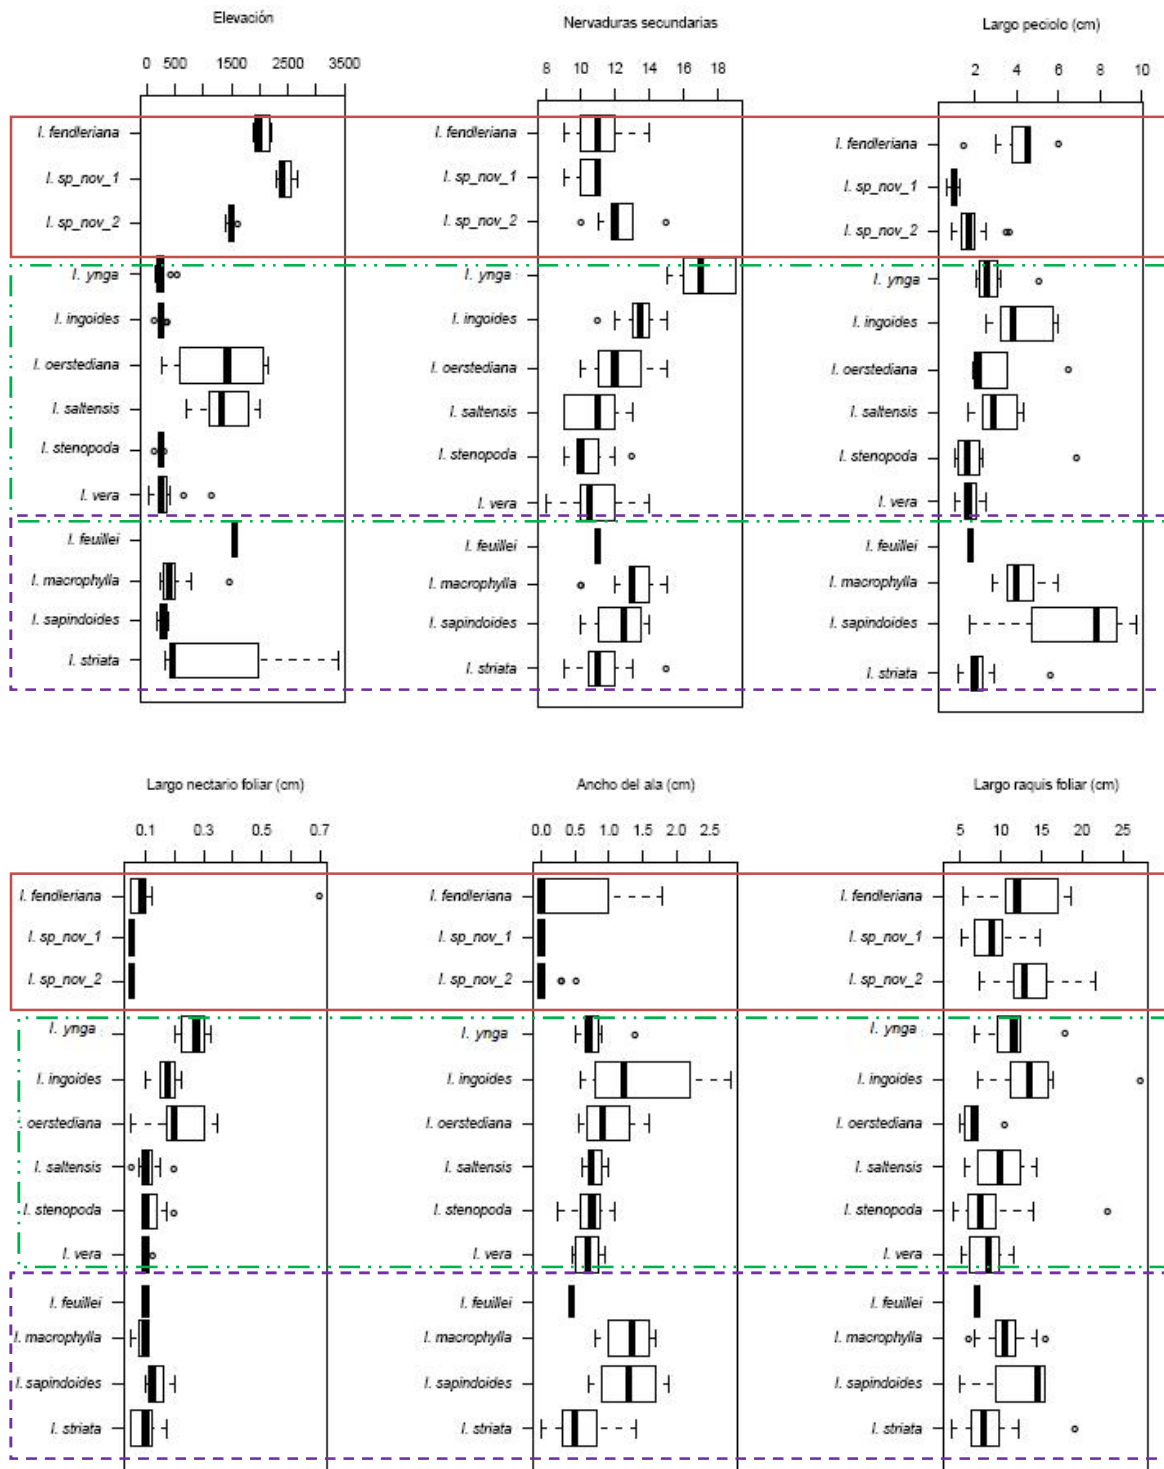 Elevación
0 500 1500 2500 3500
I. fendleriana
I. sp_nov_1
I. sp_nov_2
I. ynga
I. ingoides
I. oerstediana
I. saltensis
I. stenopoda
I. vera
I. feuillei
I. macrophylla
I. sapindoides
I. striata
Nervaduras secundarias
8 10 12 14 16 18
I. fendleriana
I. sp_nov_1
I. sp_nov_2
I. ynga
I. ingoides
I. oerstediana
I. saltensis
I. stenopoda
I. vera
I. feuillei
I. macrophylla
I. sapindoides
I. striata
Largo peciolo (cm)
2 4 6 8 10
I. fendleriana
I. sp_nov_1
I. sp_nov_2
I. ynga
I. ingoides
I. oerstediana
I. saltensis
I. stenopoda
I. vera
I. feuillei
I. macrophylla
I. sapindoides
I. striata
Largo nectario foliar (cm)
0.1 0.3 0.5 0.7
I. fendleriana
I. sp_nov_1
I. sp_nov_2
I. ynga
I. ingoides
oerstediana
I. saltensis
I. stenopoda
I. vera
I. feuillei
I. macrophylla
I. sapindoides
I. striata
Ancho del ala (cm)
0.0 0.5 1.0 1.5 2.0 2.5
I. fendleriana
I. sp_nov_1
I. sp_nov_2
I. ynga
I. ingoides
I. oerstediana
I. saltensis
I. stenopoda
I. vera
I. feuillei
I. macrophylla
I. sapindoides
I. striata
Largo raquis foliar (cm)
5 10 15 20 25
I. fendleriana
I. sp_nov_1
I. sp_nov_2
I. ynga
I. ingoides
I. oerstediana
I. saltensis
I. stenopoda
I. vera
I. feuillei
I. macrophylla
I. sapindoides
I. striata